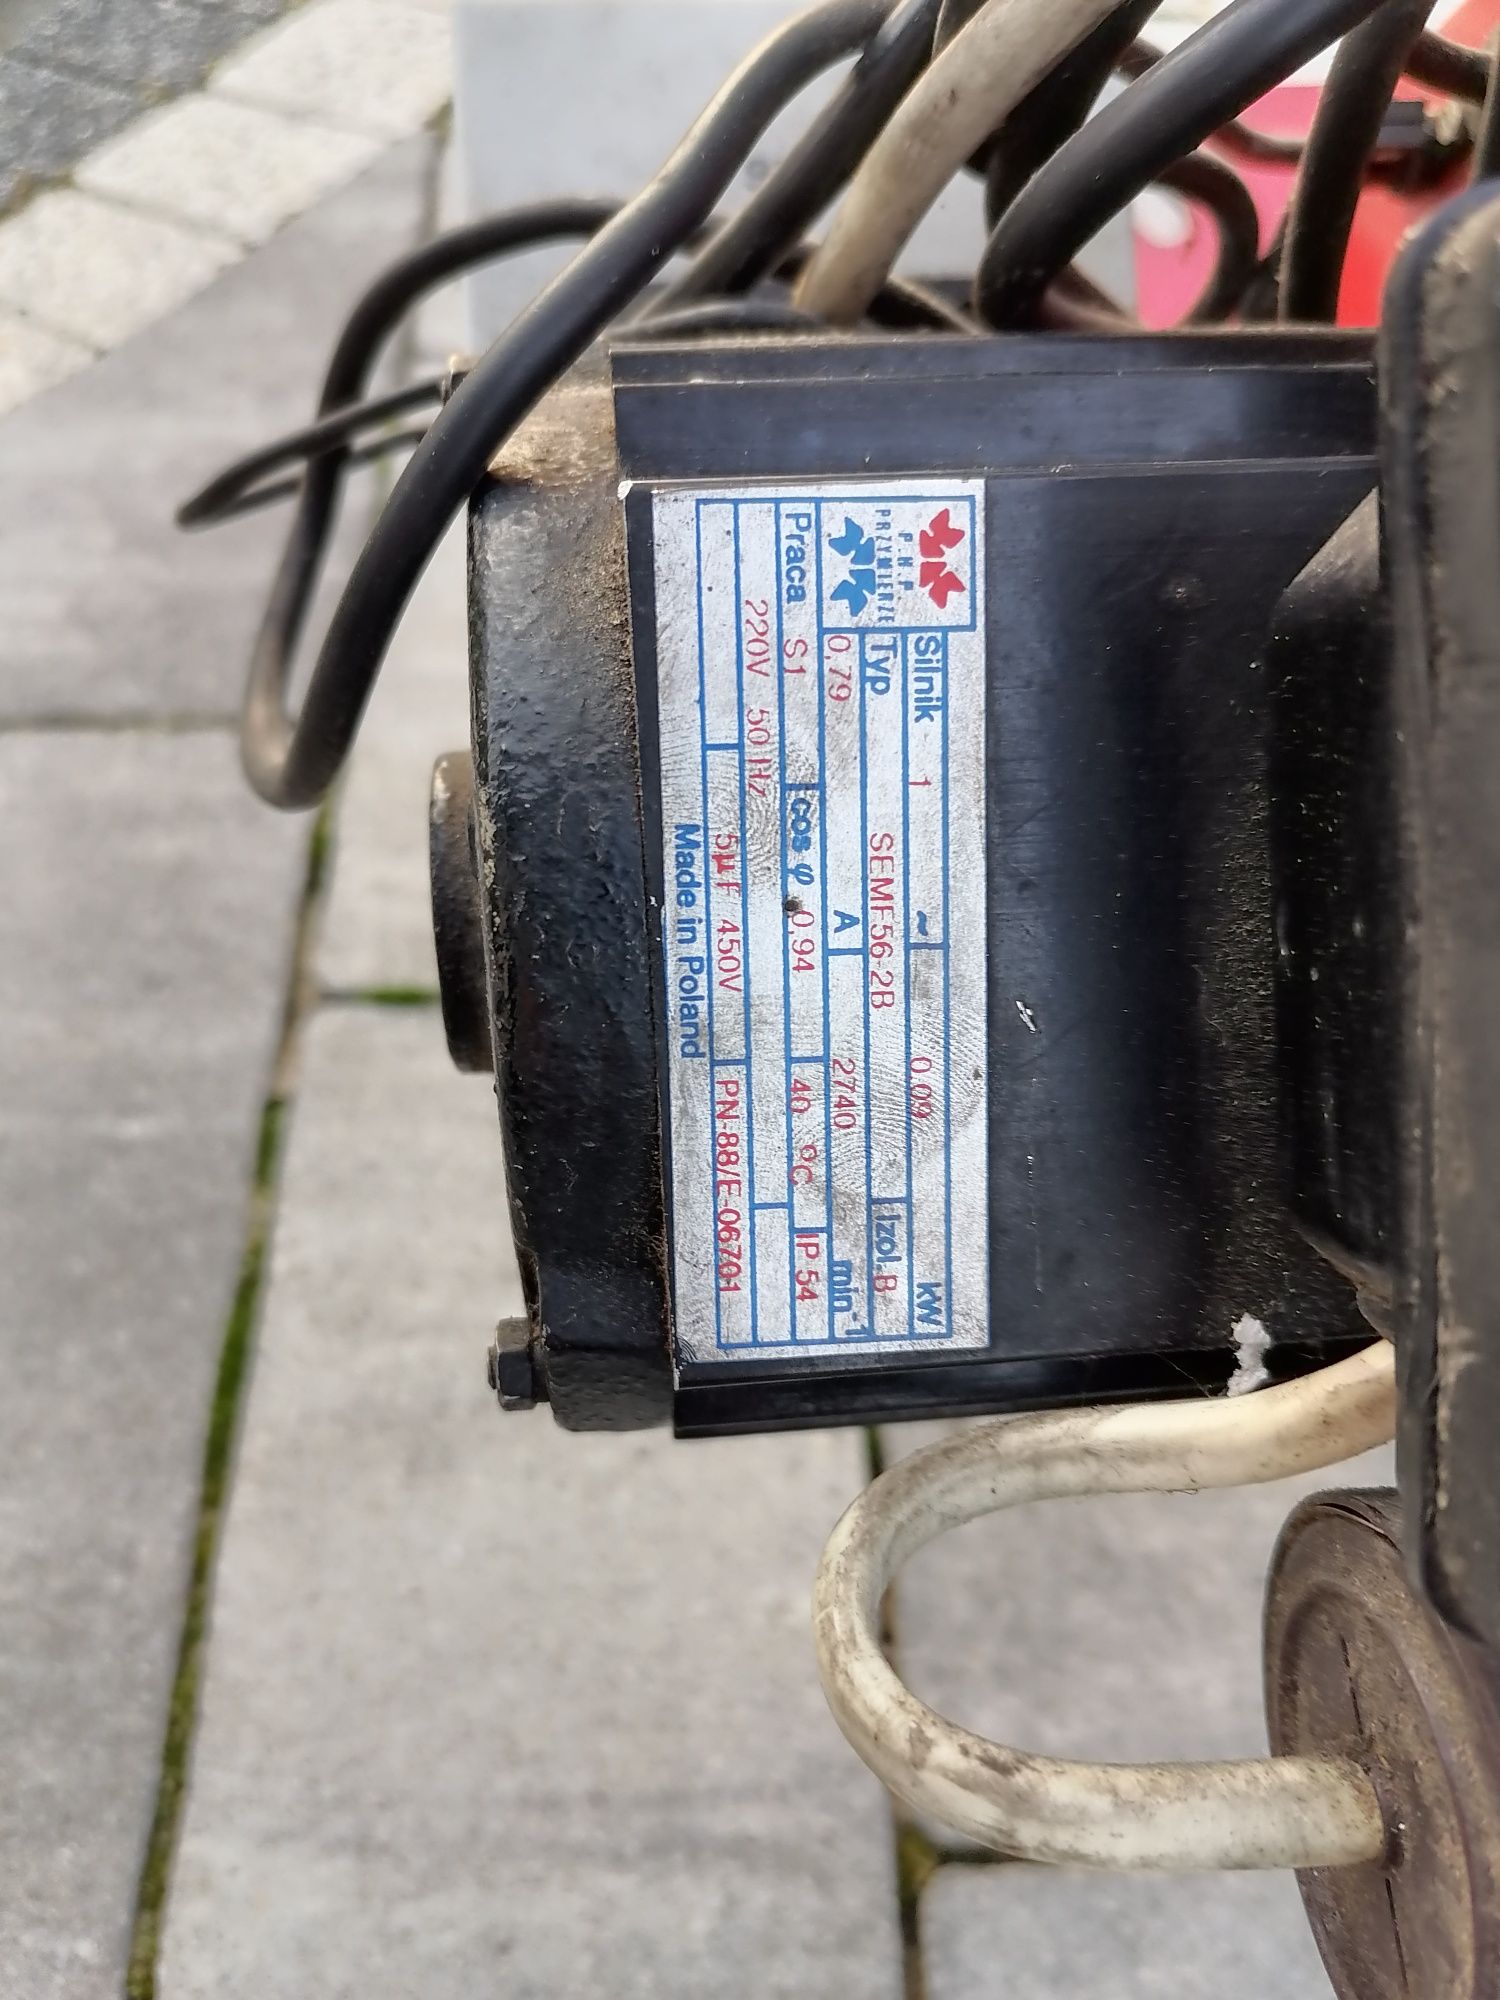 P.H.P.
PRZYMIERZE
Silnik 1 ~ 0,09 kW
Typ SEMF56-2B Izol. B
0,79 A 2740 min⁻¹
Praca S1 cos φ 0,94 40 °C IP 54
220V 50 Hz
5µF 450V PN-88/E-06701
Made in Poland